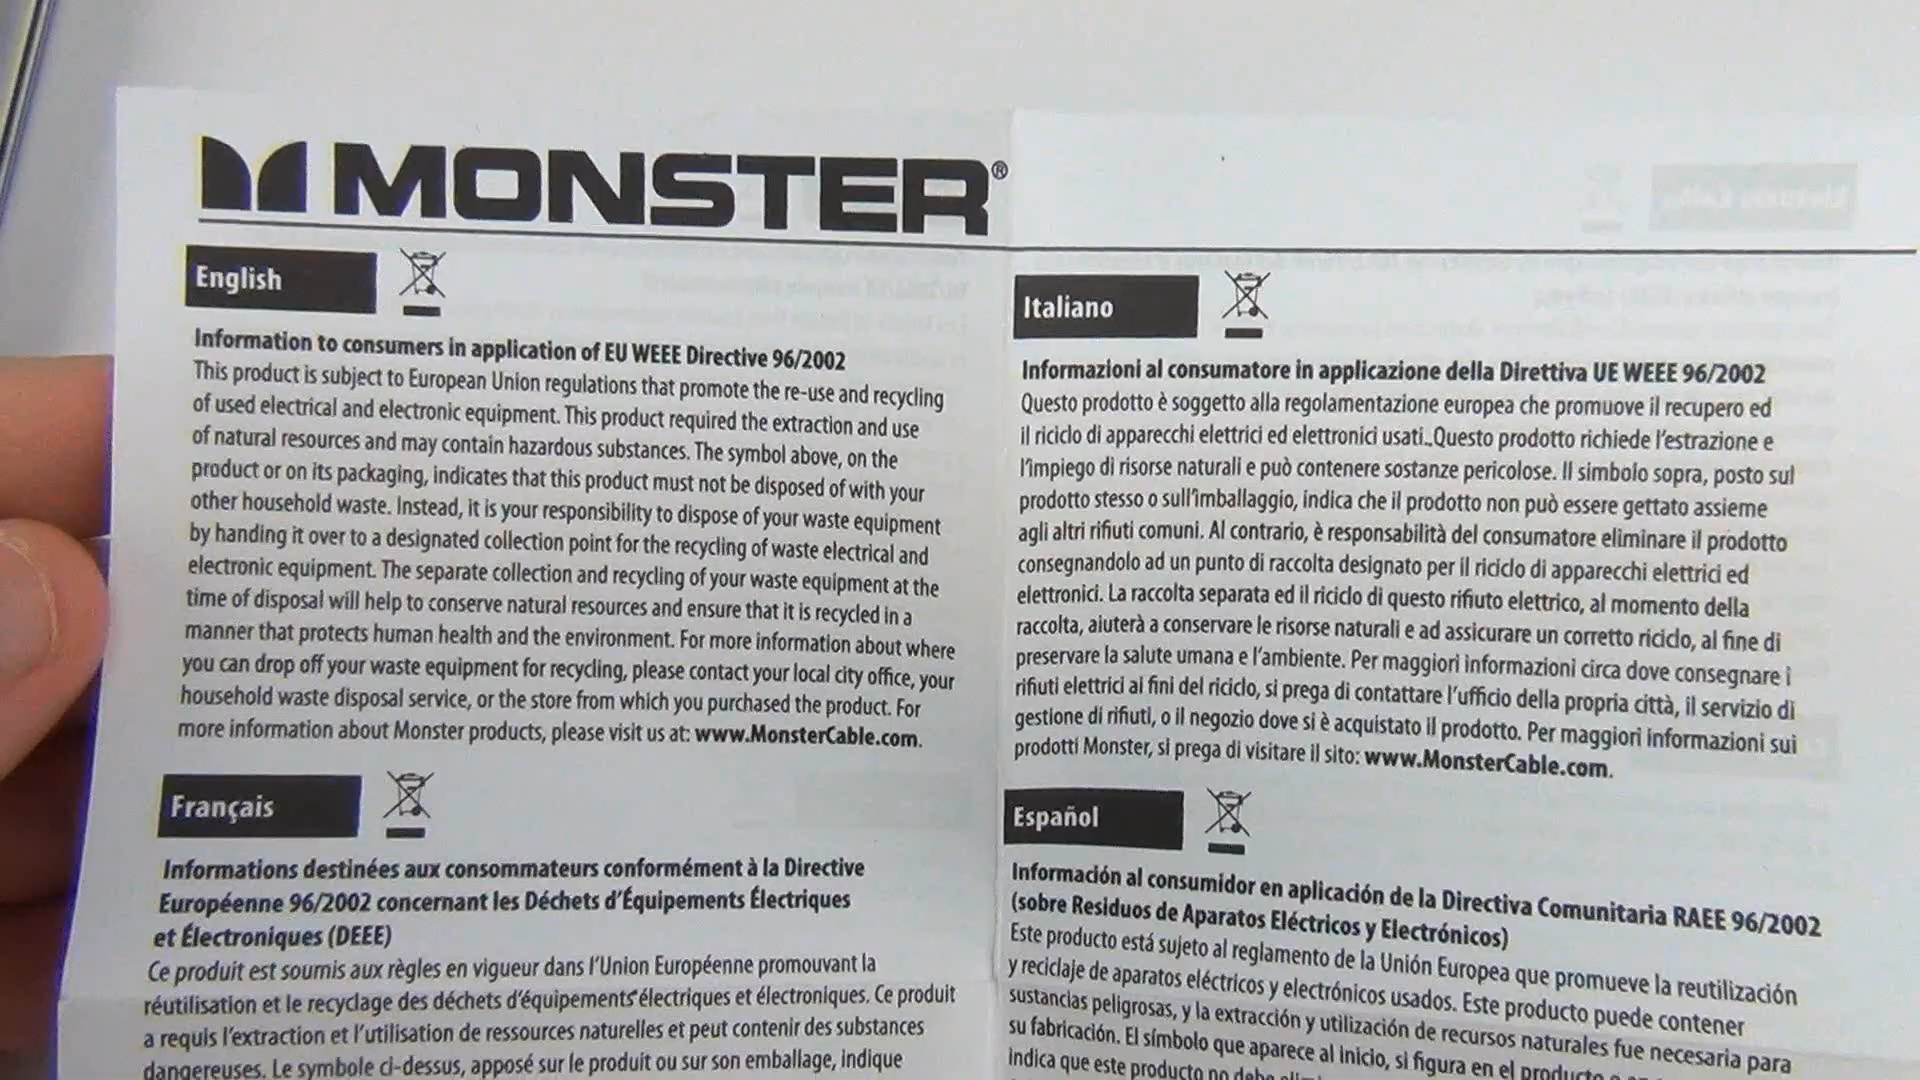 MONSTER®
English
Information to consumers in application of EU WEEE Directive 96/2002
This product is subject to European Union regulations that promote the re-use and recycling
of used electrical and electronic equipment. This product required the extraction and use
of natural resources and may contain hazardous substances. The symbol above, on the
product or on its packaging, indicates that this product must not be disposed of with your
other household waste. Instead, it is your responsibility to dispose of your waste equipment
by handing it over to a designated collection point for the recycling of waste electrical and
electronic equipment. The separate collection and recycling of your waste equipment at the
time of disposal will help to conserve natural resources and ensure that it is recycled in a
manner that protects human health and the environment. For more information about where
you can drop off your waste equipment for recycling, please contact your local city office, your
household waste disposal service, or the store from which you purchased the product. For
more information about Monster products, please visit us at: www.MonsterCable.com.
Français
Informations destinées aux consommateurs conformément à la Directive
Européenne 96/2002 concernant les Déchets d'Équipements Électriques
et Électroniques (DEEE)
Ce produit est soumis aux règles en vigueur dans l'Union Européenne promouvant la
réutilisation et le recyclage des déchets d'équipements électriques et électroniques. Ce produit
a requis l'extraction et l'utilisation de ressources naturelles et peut contenir des substances
dangereuses. Le symbole ci-dessus, apposé sur le produit ou sur son emballage, indique
Italiano
Informazioni al consumatore in applicazione della Direttiva UE WEEE 96/2002
Questo prodotto è soggetto alla regolamentazione europea che promuove il recupero ed
il riciclo di apparecchi elettrici ed elettronici usati..Questo prodotto richiede l'estrazione e
l'impiego di risorse naturali e può contenere sostanze pericolose. Il simbolo sopra, posto sul
prodotto stesso o sull'imballaggio, indica che il prodotto non può essere gettato assieme
agli altri rifiuti comuni. Al contrario, è responsabilità del consumatore eliminare il prodotto
consegnandolo ad un punto di raccolta designato per il riciclo di apparecchi elettrici ed
elettronici. La raccolta separata ed il riciclo di questo rifiuto elettrico, al momento della
raccolta, aiuterà a conservare le risorse naturali e ad assicurare un corretto riciclo, al fine di
preservare la salute umana e l'ambiente. Per maggiori informazioni circa dove consegnare i
rifiuti elettrici ai fini del riciclo, si prega di contattare l'ufficio della propria città, il servizio di
gestione di rifiuti, o il negozio dove si è acquistato il prodotto. Per maggiori informazioni sui
prodotti Monster, si prega di visitare il sito: www.MonsterCable.com.
Español
Información al consumidor en aplicación de la Directiva Comunitaria RAEE 96/2002
(sobre Residuos de Aparatos Eléctricos y Electrónicos)
Este producto está sujeto al reglamento de la Unión Europea que promueve la reutilización
y reciclaje de aparatos eléctricos y electrónicos usados. Este producto puede contener
sustancias peligrosas, y la extracción y utilización de recursos naturales fue necesaria para
su fabricación. El símbolo que aparece al inicio, si figura en el producto o
indica que este producto no debe